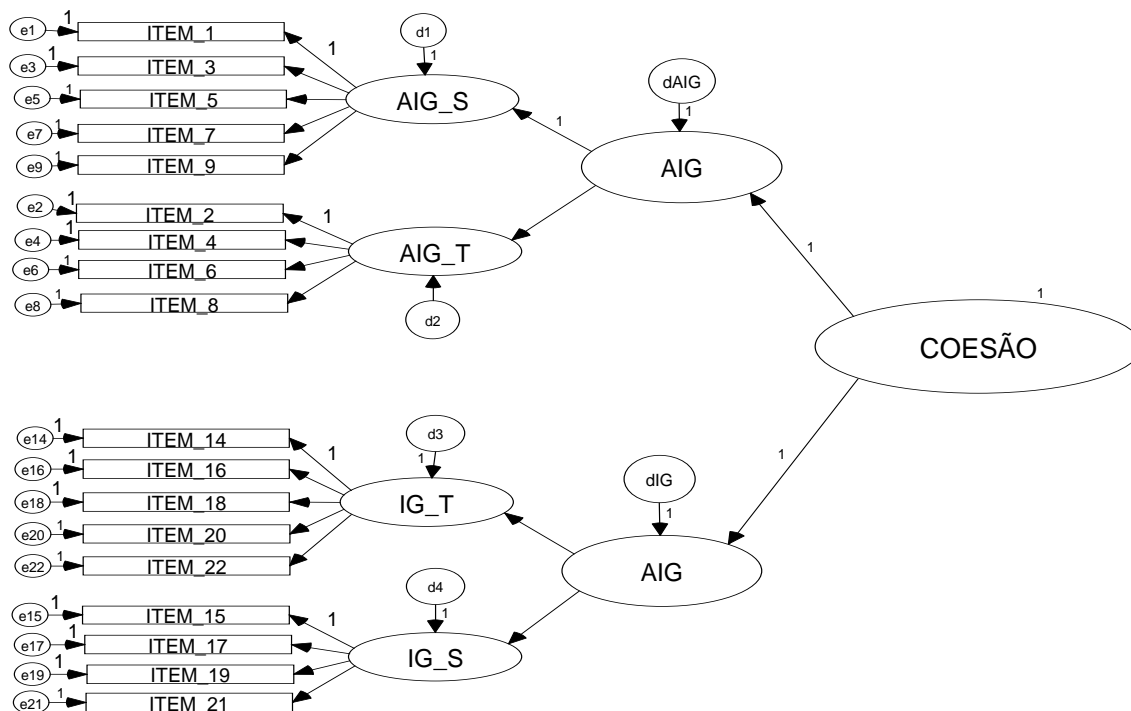 e1 1 ITEM_1
e3 1 ITEM_3
e5 1 ITEM_5
e7 1 ITEM_7
e9 1 ITEM_9
1
d1
1
AIG_S
e2 1 ITEM_2
e4 1 ITEM_4
e6 1 ITEM_6
e8 1 ITEM_8
1
AIG_T
d2
1
dAIG
1
AIG
1
1
COESÃO
1
e14 1 ITEM_14
e16 1 ITEM_16
e18 1 ITEM_18
e20 1 ITEM_20
e22 1 ITEM_22
1
d3
1
IG_T
e15 1 ITEM_15
e17 1 ITEM_17
e19 1 ITEM_19
e21 1 ITEM_21
1
d4
1
IG_S
dIG
1
AIG